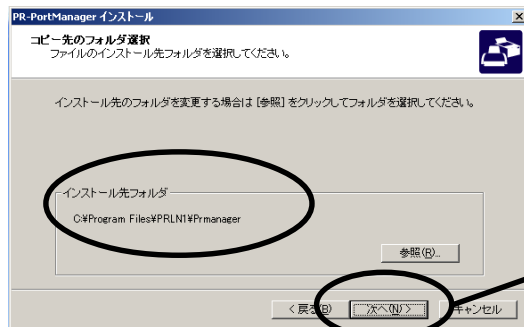 PR-PortManager インストール
コピー先のフォルダ選択
ファイルのインストール先フォルダを選択してください。
インストール先のフォルダを変更する場合は [参照] をクリックしてフォルダを選択してください。
インストール先フォルダ
C:¥Program Files¥PRLN1¥Prmanager
参照(R)...
< 戻る(B)
次へ(N) >
キャンセル